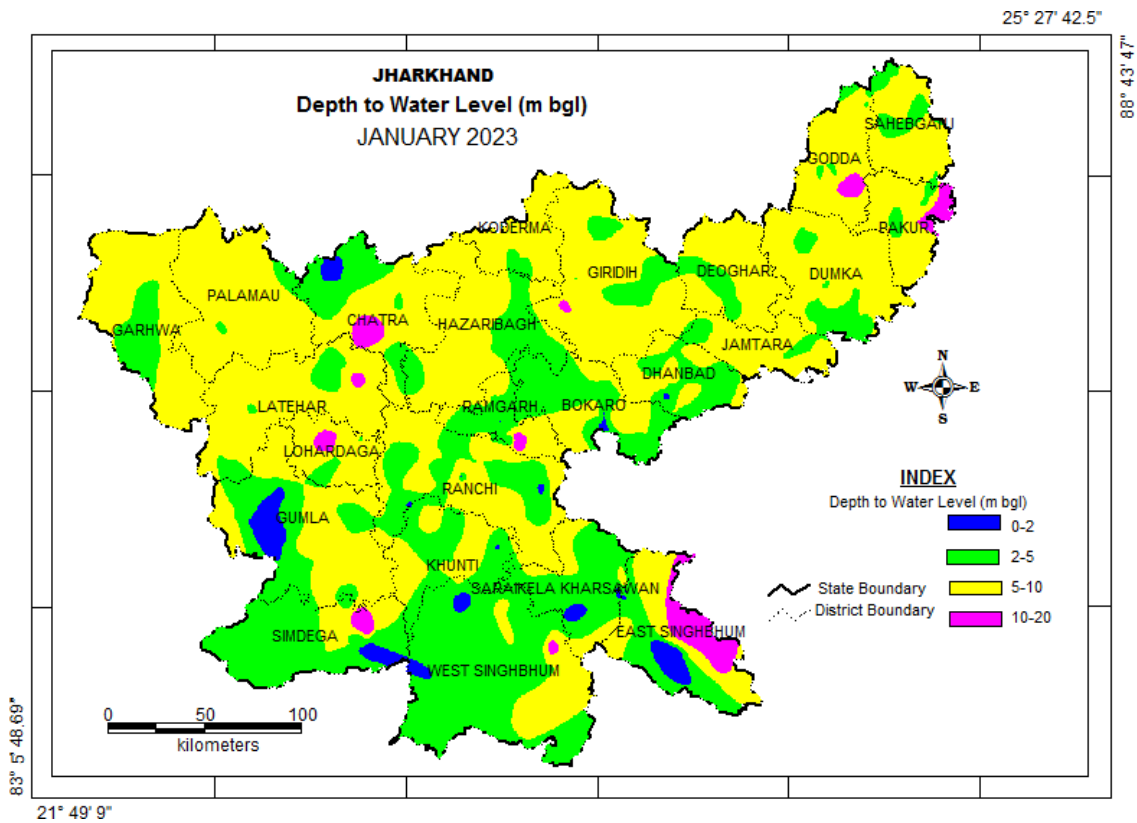 25° 27' 42.5"
88° 43' 47"
JHARKHAND
Depth to Water Level (m bgl)
JANUARY 2023
SAHEBGANJ
GODDA
PAKUR
KODERMA
GIRIDIH
DEOGHAR
DUMKA
PALAMAU
CHATRA
HAZARIBAGH
GARHWA
JAMTARA
DHANBAD
LATEHAR
RAMGARH
BOKARO
LOHARDAGA
RANCHI
GUMLA
KHUNTI
SARAIKELA KHARSAWAN
SIMDEGA
EAST SINGHBHUM
WEST SINGHBHUM
N
W E
S
INDEX
Depth to Water Level (m bgl)
0-2
2-5
5-10
10-20
State Boundary
District Boundary
0 50 100
kilometers
83° 5' 48.69"
21° 49' 9"